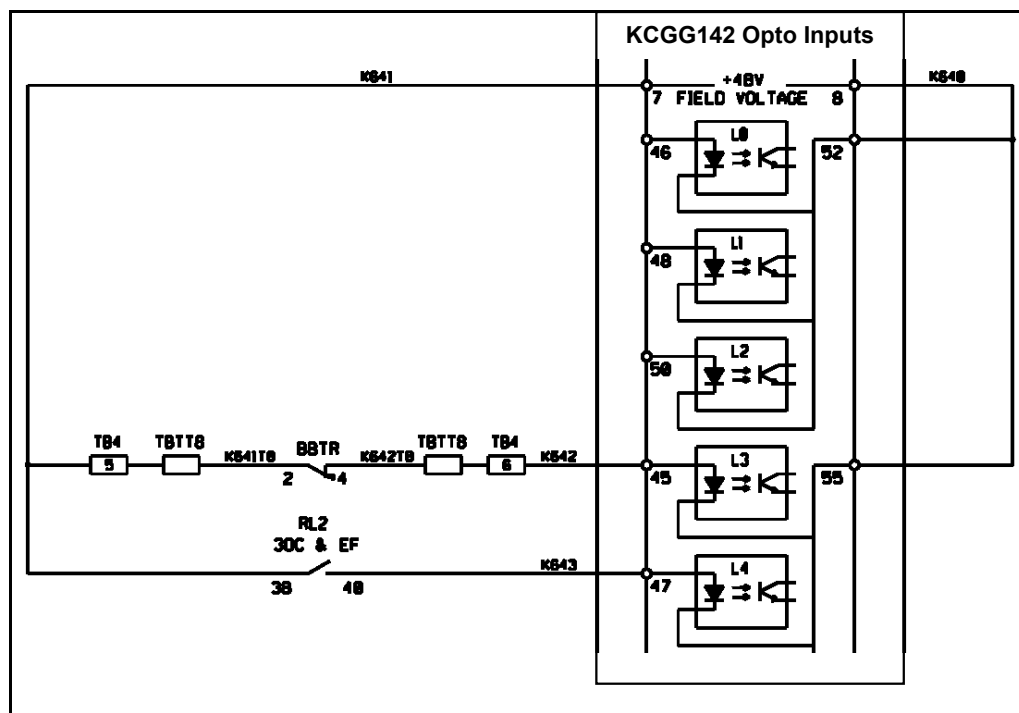 KCGG142 Opto Inputs
K641
+48V
K640
7 FIELD VOLTAGE 8
L0
46
52
L1
48
L2
50
TB4 TBTT8 BBTR TBTT8 TB4
5 K641TB K642TB 6 K642
2 4
L3
45
55
RL2
3OC & EF
38 40
K643
L4
47